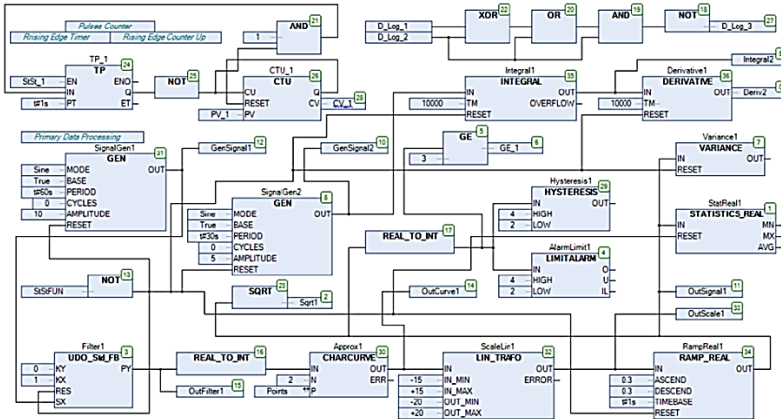 Pulses Counter
Rrising Edge Timer
Rrising Edge Counter Up
1
AND
21
TP_1
24
TP
StSt_1
EN
ENO
IN
Q
t#1s
PT
ET
NOT
25
CTU_1
26
CTU
CU
Q
RESET
CV
28
CV_1
PV_1
PV
D_Log_1
D_Log_2
XOR
22
OR
20
AND
19
NOT
18
27
D_Log_3
Integral1
35
INTEGRAL
IN
OUT
10000
TM
OVERFLOW
RESET
Integral2
Derivative1
36
DERIVATIVE
IN
OUT
10000
TM
RESET
Deriv2
Primary Data Processing
SignalGen1
31
GEN
Sine
MODE
OUT
True
BASE
t#60s
PERIOD
0
CYCLES
10
AMPLITUDE
RESET
12
GenSignal1
10
GenSignal2
SignalGen2
8
GEN
Sine
MODE
OUT
True
BASE
t#30s
PERIOD
0
CYCLES
5
AMPLITUDE
RESET
GE
5
3
6
GE_1
Variance1
7
VARIANCE
IN
OUT
RESET
Hysteresis1
29
HYSTERESIS
IN
OUT
4
HIGH
2
LOW
StatReal1
1
STATISTICS_REAL
IN
MN
RESET
MX
AVG
REAL_TO_INT
17
AlarmLimit1
4
LIMITALARM
IN
O
4
HIGH
U
2
LOW
IL
StStFUN
NOT
13
SQRT
23
2
Sqrt1
14
OutCurve1
11
OutSignal1
33
OutScale1
Filter1
3
UDO_Std_FB
0
KY
PY
1
KX
RES
SX
REAL_TO_INT
16
15
OutFilter1
Approx1
30
CHARCURVE
IN
OUT
2
N
ERR
Points
P
ScaleLin1
32
LIN_TRAFO
IN
OUT
-15
IN_MIN
ERROR
+15
IN_MAX
-20
OUT_MIN
+20
OUT_MAX
RampReal1
34
RAMP_REAL
IN
OUT
0.3
ASCEND
0.3
DESCEND
t#1s
TIMEBASE
RESET